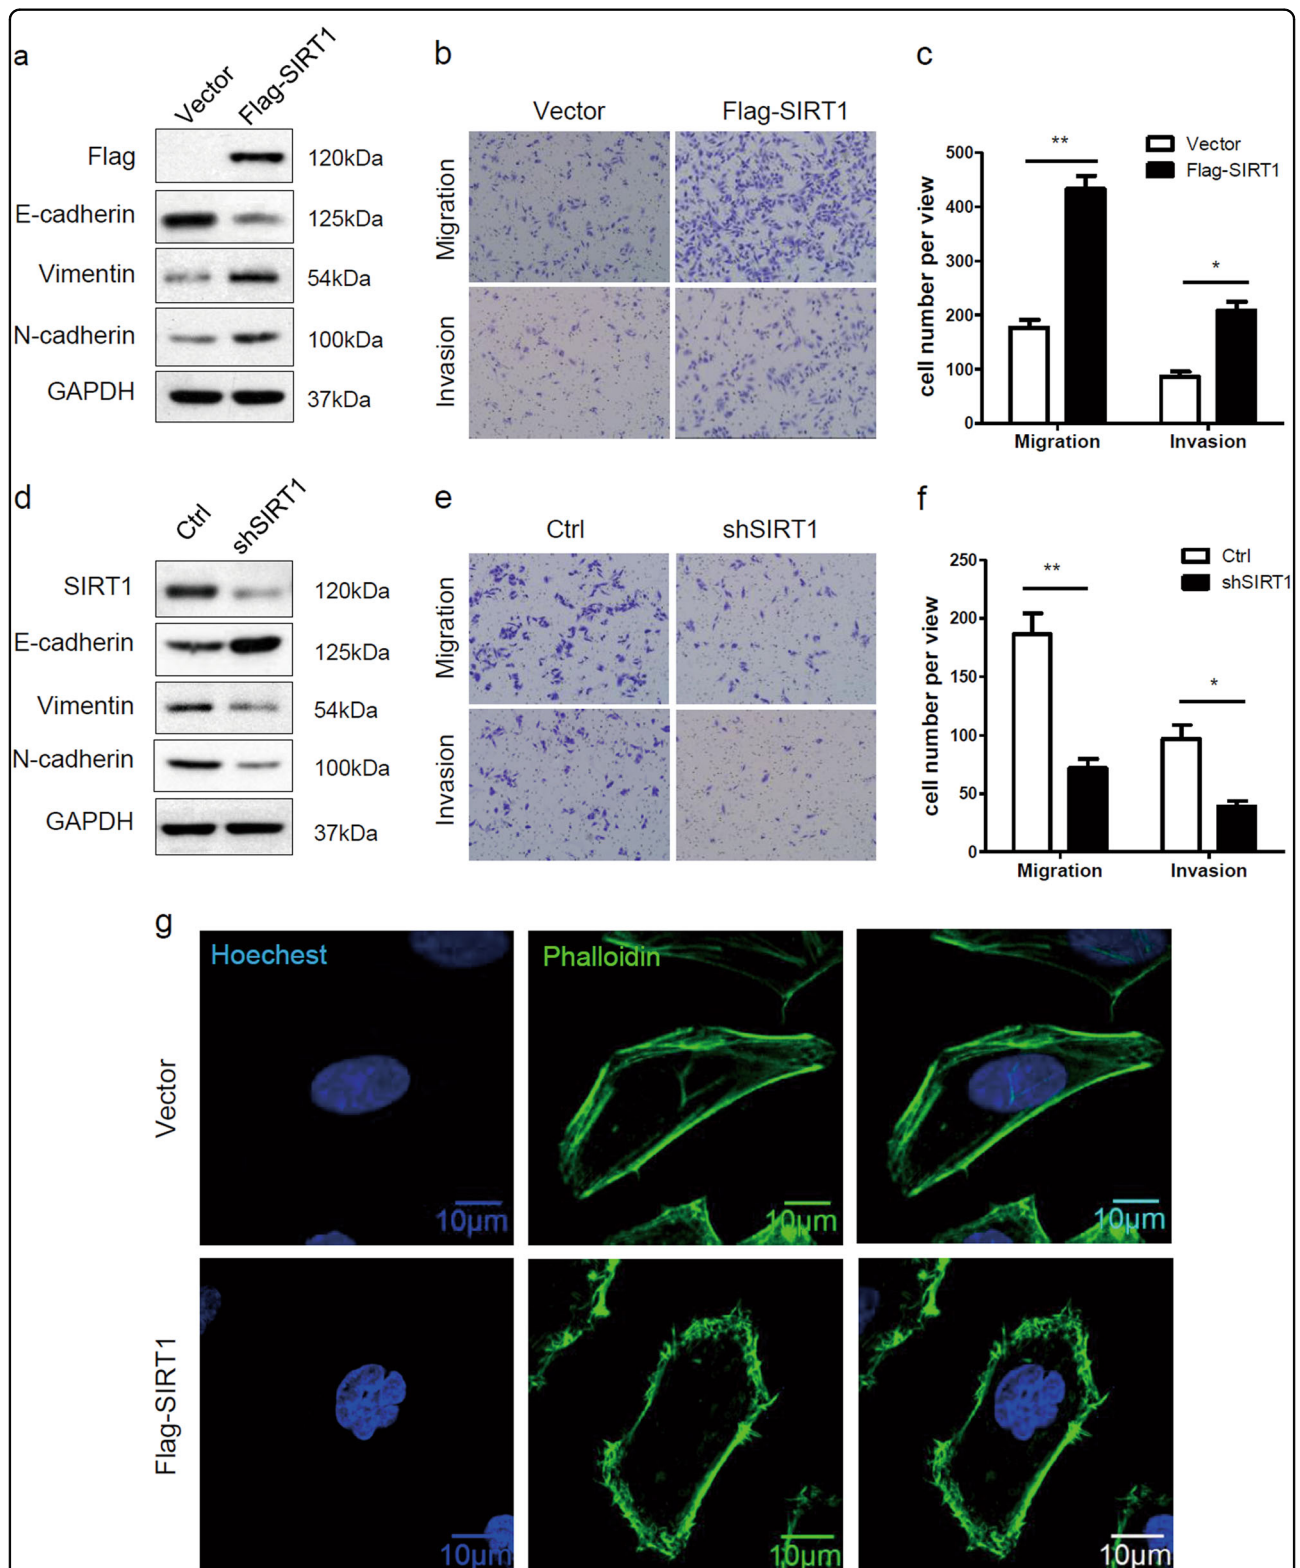 a
Vector
Flag-SIRT1
Flag
120kDa
E-cadherin
125kDa
Vimentin
54kDa
N-cadherin
100kDa
GAPDH
37kDa
b
Vector
Flag-SIRT1
Migration
Invasion
c
Vector
Flag-SIRT1
**
*
cell number per view
500
400
300
200
100
0
Migration
Invasion
d
Ctrl
shSIRT1
SIRT1
120kDa
E-cadherin
125kDa
Vimentin
54kDa
N-cadherin
100kDa
GAPDH
37kDa
e
Ctrl
shSIRT1
Migration
Invasion
f
Ctrl
shSIRT1
**
*
cell number per view
250
200
150
100
50
0
Migration
Invasion
g
Hoechest
Phalloidin
Vector
10μm
10μm
10μm
Flag-SIRT1
10μm
10μm
10μm